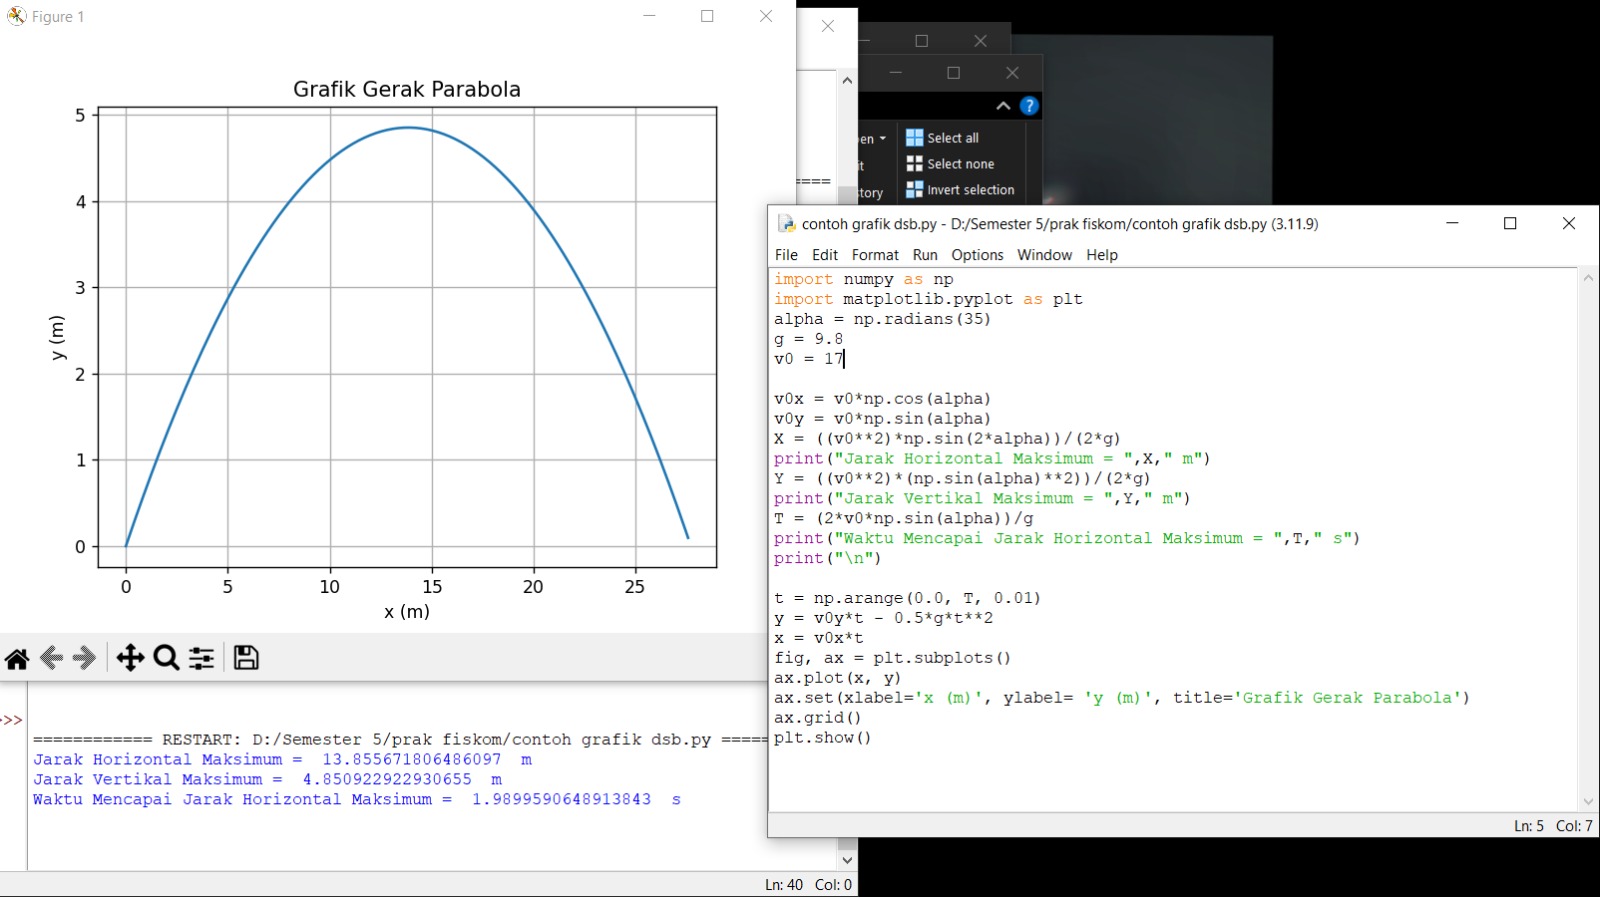 Figure 1
Grafik Gerak Parabola
5
4
3
2
1
0
y (m)
0 5 10 15 20 25
x (m)
Select all
Select none
Invert selection
?
====
contoh grafik dsb.py - D:/Semester 5/prak fiskom/contoh grafik dsb.py (3.11.9)
File Edit Format Run Options Window Help
import numpy as np
import matplotlib.pyplot as plt
alpha = np.radians(35)
g = 9.8
v0 = 17
v0x = v0*np.cos(alpha)
v0y = v0*np.sin(alpha)
X = ((v0**2)*np.sin(2*alpha))/(2*g)
print("Jarak Horizontal Maksimum = ",X," m")
Y = ((v0**2)*(np.sin(alpha)**2))/(2*g)
print("Jarak Vertikal Maksimum = ",Y," m")
T = (2*v0*np.sin(alpha))/g
print("Waktu Mencapai Jarak Horizontal Maksimum = ",T," s")
print("\n")
t = np.arange(0.0, T, 0.01)
y = v0y*t - 0.5*g*t**2
x = v0x*t
fig, ax = plt.subplots()
ax.plot(x, y)
ax.set(xlabel='x (m)', ylabel= 'y (m)', title='Grafik Gerak Parabola')
ax.grid()
plt.show()
Ln: 5 Col: 7
>>>
============ RESTART: D:/Semester 5/prak fiskom/contoh grafik dsb.py =====
Jarak Horizontal Maksimum =  13.855671806486097  m
Jarak Vertikal Maksimum =  4.850922922930655  m
Waktu Mencapai Jarak Horizontal Maksimum =  1.9899590648913843  s
Ln: 40 Col: 0